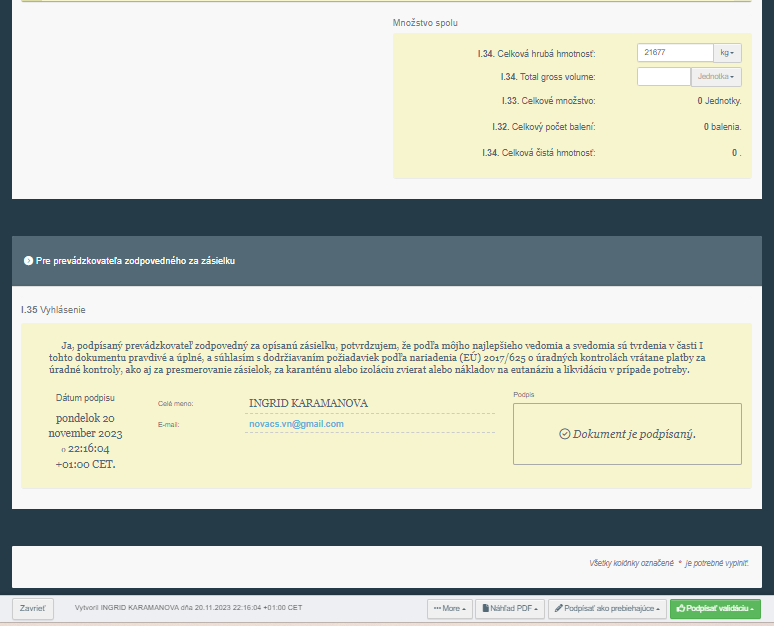 Množstvo spolu
I.34. Celková hrubá hmotnosť: 21677 kg
I.34. Total gross volume: Jednotka
I.33. Celkové množstvo: 0 Jednotky.
I.32. Celkový počet balení: 0 balenia.
I.34. Celková čistá hmotnosť: 0 .
Pre prevádzkovateľa zodpovedného za zásielku
I.35 Vyhlásenie
Ja, podpísaný prevádzkovateľ zodpovedný za opísanú zásielku, potvrdzujem, že podľa môjho najlepšieho vedomia a svedomia sú tvrdenia v časti I
tohto dokumentu pravdivé a úplné, a súhlasím s dodržiavaním požiadaviek podľa nariadenia (EÚ) 2017/625 o úradných kontrolách vrátane platby za
úradné kontroly, ako aj za presmerovanie zásielok, za karanténu alebo izoláciu zvierat alebo nákladov na eutanáziu a likvidáciu v prípade potreby.
Dátum podpisu
pondelok 20
november 2023
o 22:16:04
+01:00 CET.
Celé meno: INGRID KARAMANOVA
E-mail: novacs.vn@gmail.com
Podpis
Dokument je podpísaný.
Všetky kolónky označené * je potrebné vyplniť.
Zavrieť
Vytvoril INGRID KARAMANOVA dňa 20.11.2023 22:16:04 +01:00 CET
More
Náhľad PDF
Podpísať ako prebiehajúce
Podpísať validáciu